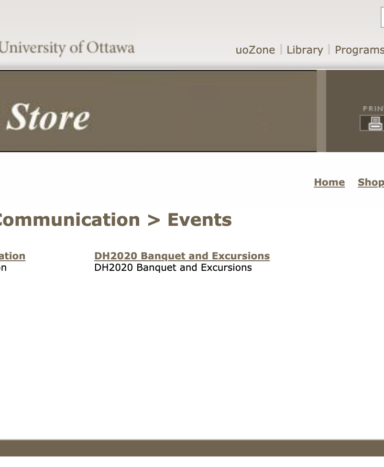 University of Ottawa
uoZone | Library | Programs
Store
PRIN
Home Shop
Communication > Events
ation DH2020 Banquet and Excursions
n DH2020 Banquet and Excursions